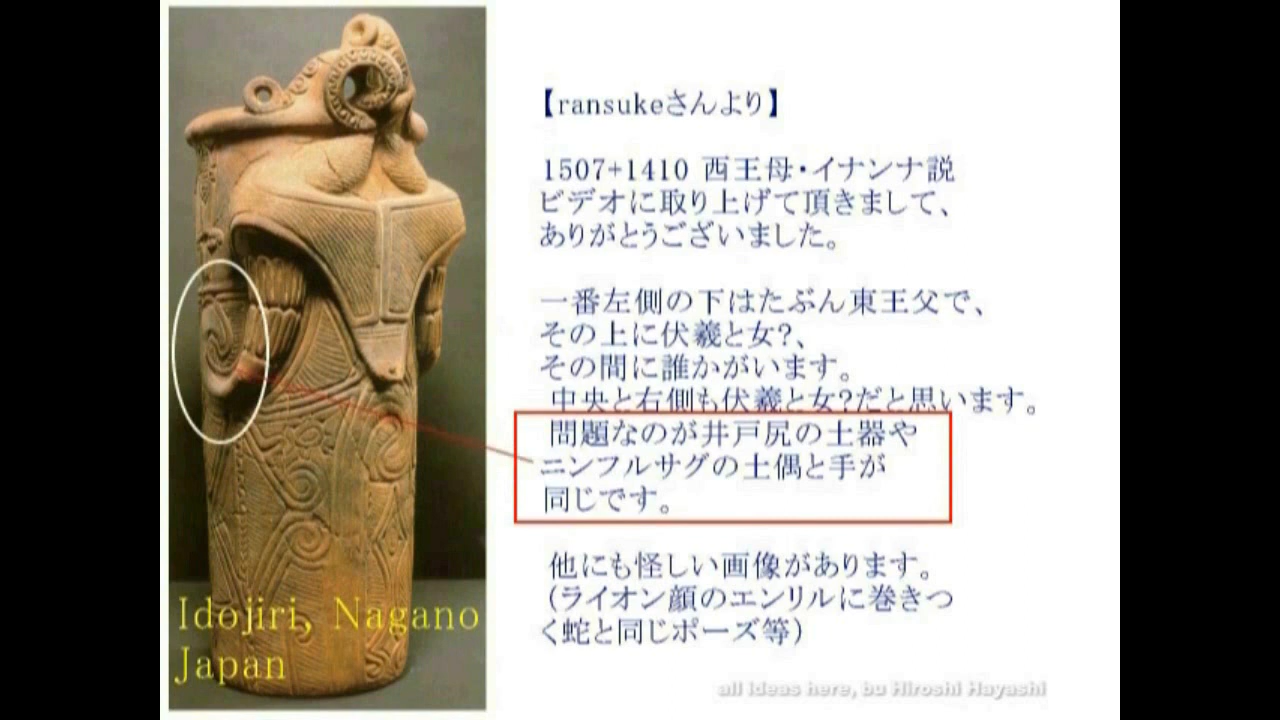 【ransukeさんより】
1507+1410 西王母・イナンナ説
ビデオに取り上げて頂きまして、
ありがとうございました。
一番左側の下はたぶん東王父で、
その上に伏羲と女?、
その間に誰かがいます。
中央と右側も伏羲と女?だと思います。
問題なのが井戸尻の土器や
ニンフルサグの土偶と手が
同じです。
他にも怪しい画像があります。
(ライオン顔のエンリルに巻きつ
く蛇と同じポーズ等)
Idojiri, Nagano
Japan
all ideas here, bu Hiroshi Hayashi